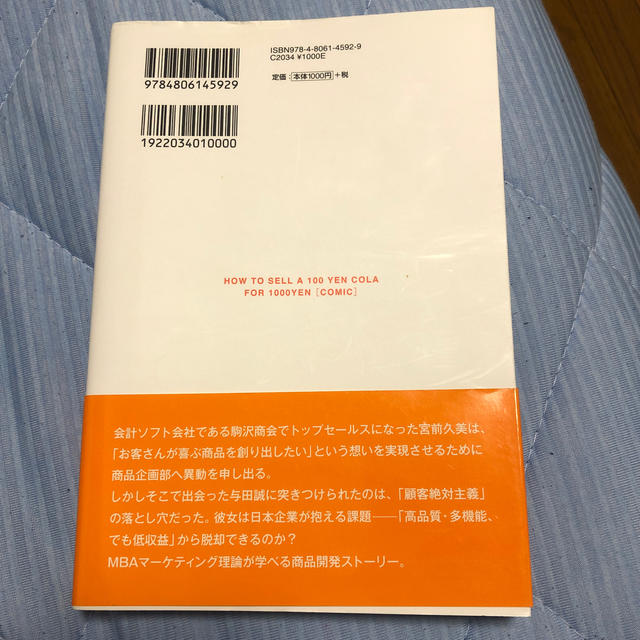 ISBN978-4-8061-4592-9
C2034 ¥1000E
定価:本体1000円+税
9784806145929
1922034010000
HOW TO SELL A 100 YEN COLA
FOR 1000YEN [COMIC]
会計ソフト会社である駒沢商会でトップセールスになった宮前久美は、
「お客さんが喜ぶ商品を創り出したい」という想いを実現させるために
商品企画部へ異動を申し出る。
しかしそこで出会った与田誠に突きつけられたのは、「顧客絶対主義」
の落とし穴だった。彼女は日本企業が抱える課題──「高品質・多機能、
でも低収益」から脱却できるのか?
MBAマーケティング理論が学べる商品開発ストーリー。